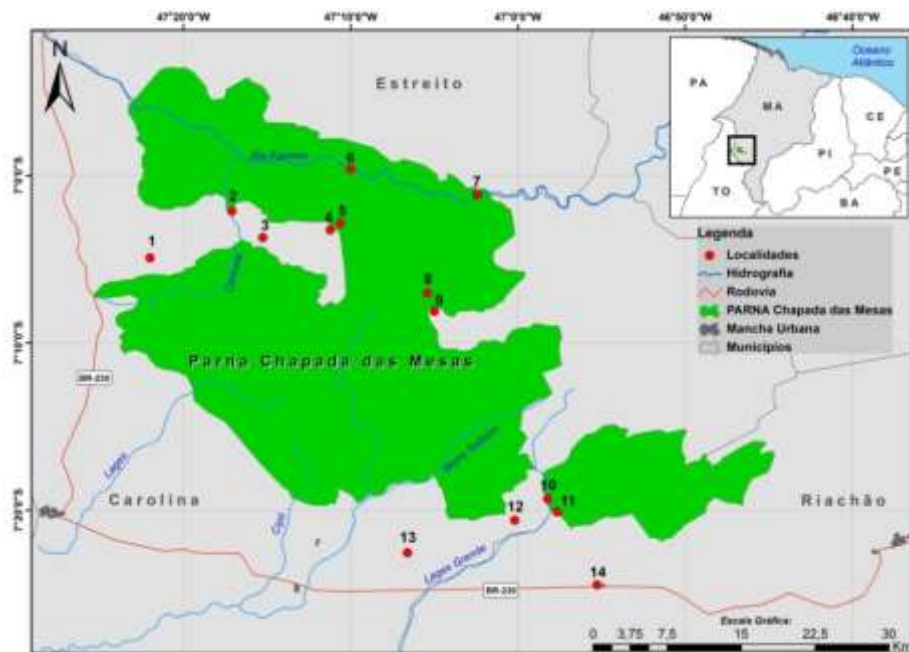 47°20'0"W 47°10'0"W 47°0'0"W 46°50'0"W 46°40'0"W
N
Estreito
Oceano
Atlântico
PA
MA
CE
PI
PE
TO
BA
7°0'0"S
Rio Farinha
6
7
2
5
4
3
1
8
9
Legenda
Localidades
Hidrografia
Rodovia
PARNA Chapada das Mesas
Mancha Urbana
Municípios
7°10'0"S
Parna Chapada das Mesas
BR-230
Lages
Carolina
Riachão
10
11
12
7°20'0"S
13
Lages Grande
14
BR-230
Escala Gráfica:
0 3,75 7,5 15 22,5 30
Km